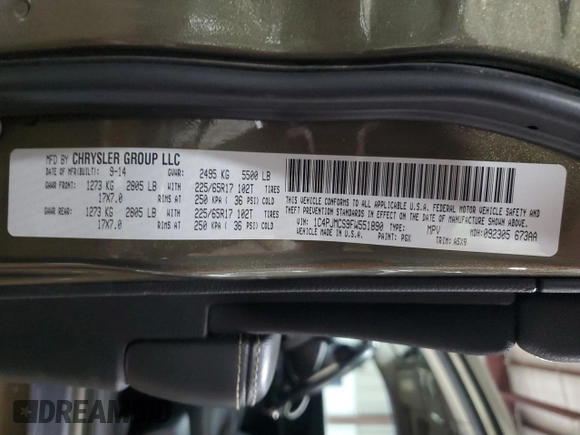 MFD BY CHRYSLER GROUP LLC
DATE OF MFR(BUILT): 9-14 GVWR: 2495 KG 5500 LB
GAWR FRONT: 1273 KG 2805 LB WITH 225/65R17 102T TIRES
17X7.0 RIMS AT 250 KPA ( 36 PSI) COLD
GAWR REAR: 1273 KG 2805 LB WITH 225/65R17 102T TIRES
17X7.0 RIMS AT 250 KPA ( 36 PSI) COLD
THIS VEHICLE CONFORMS TO ALL APPLICABLE U.S.A. FEDERAL MOTOR VEHICLE SAFETY AND
THEFT PREVENTION STANDARDS IN EFFECT ON THE DATE OF MANUFACTURE SHOWN ABOVE.
VIN: 1C4PJMCS9FW551890 TYPE: MPV MDH: 092305 673AA
VEHICLE MADE IN U.S.A. PAINT: PGX TRIM: A5X9